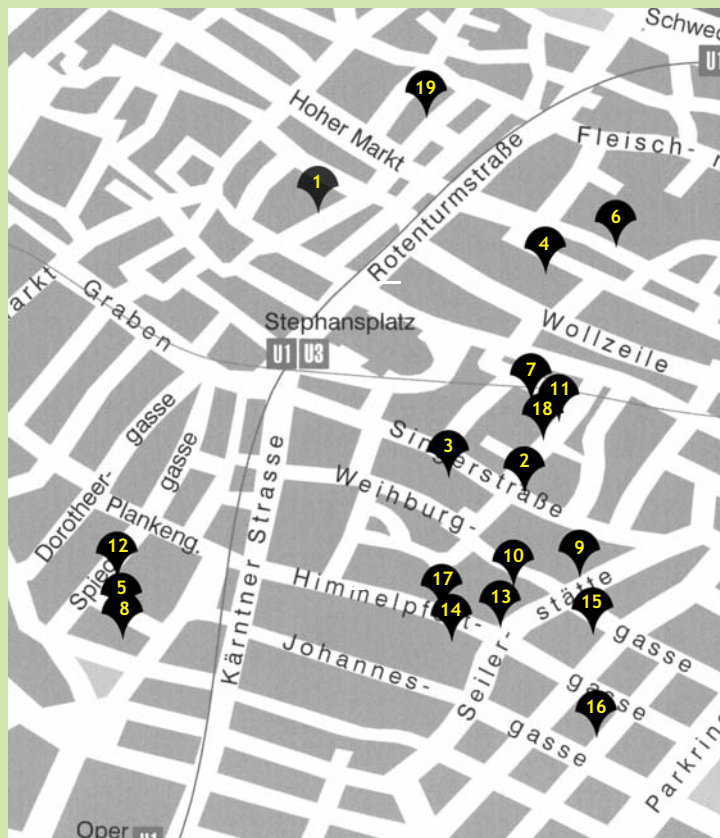 Schwed
U1
19
Hoher Markt
Fleisch-
1
Rotenturmstraße
6
4
arkt
Graben
Stephansplatz
U1 U3
Wollzeile
7
11
18
gasse
Singerstraße
3
2
gasse
Weihburg-
Kärntner Strasse
Dorotheer-
Plankeng.
12
9
10
Spieg
5
8
17
Himmelpfort-
14
13
stätte
15
gasse
Johannes-
Seiler-
gasse
16
gasse
Parkrin
Oper U1